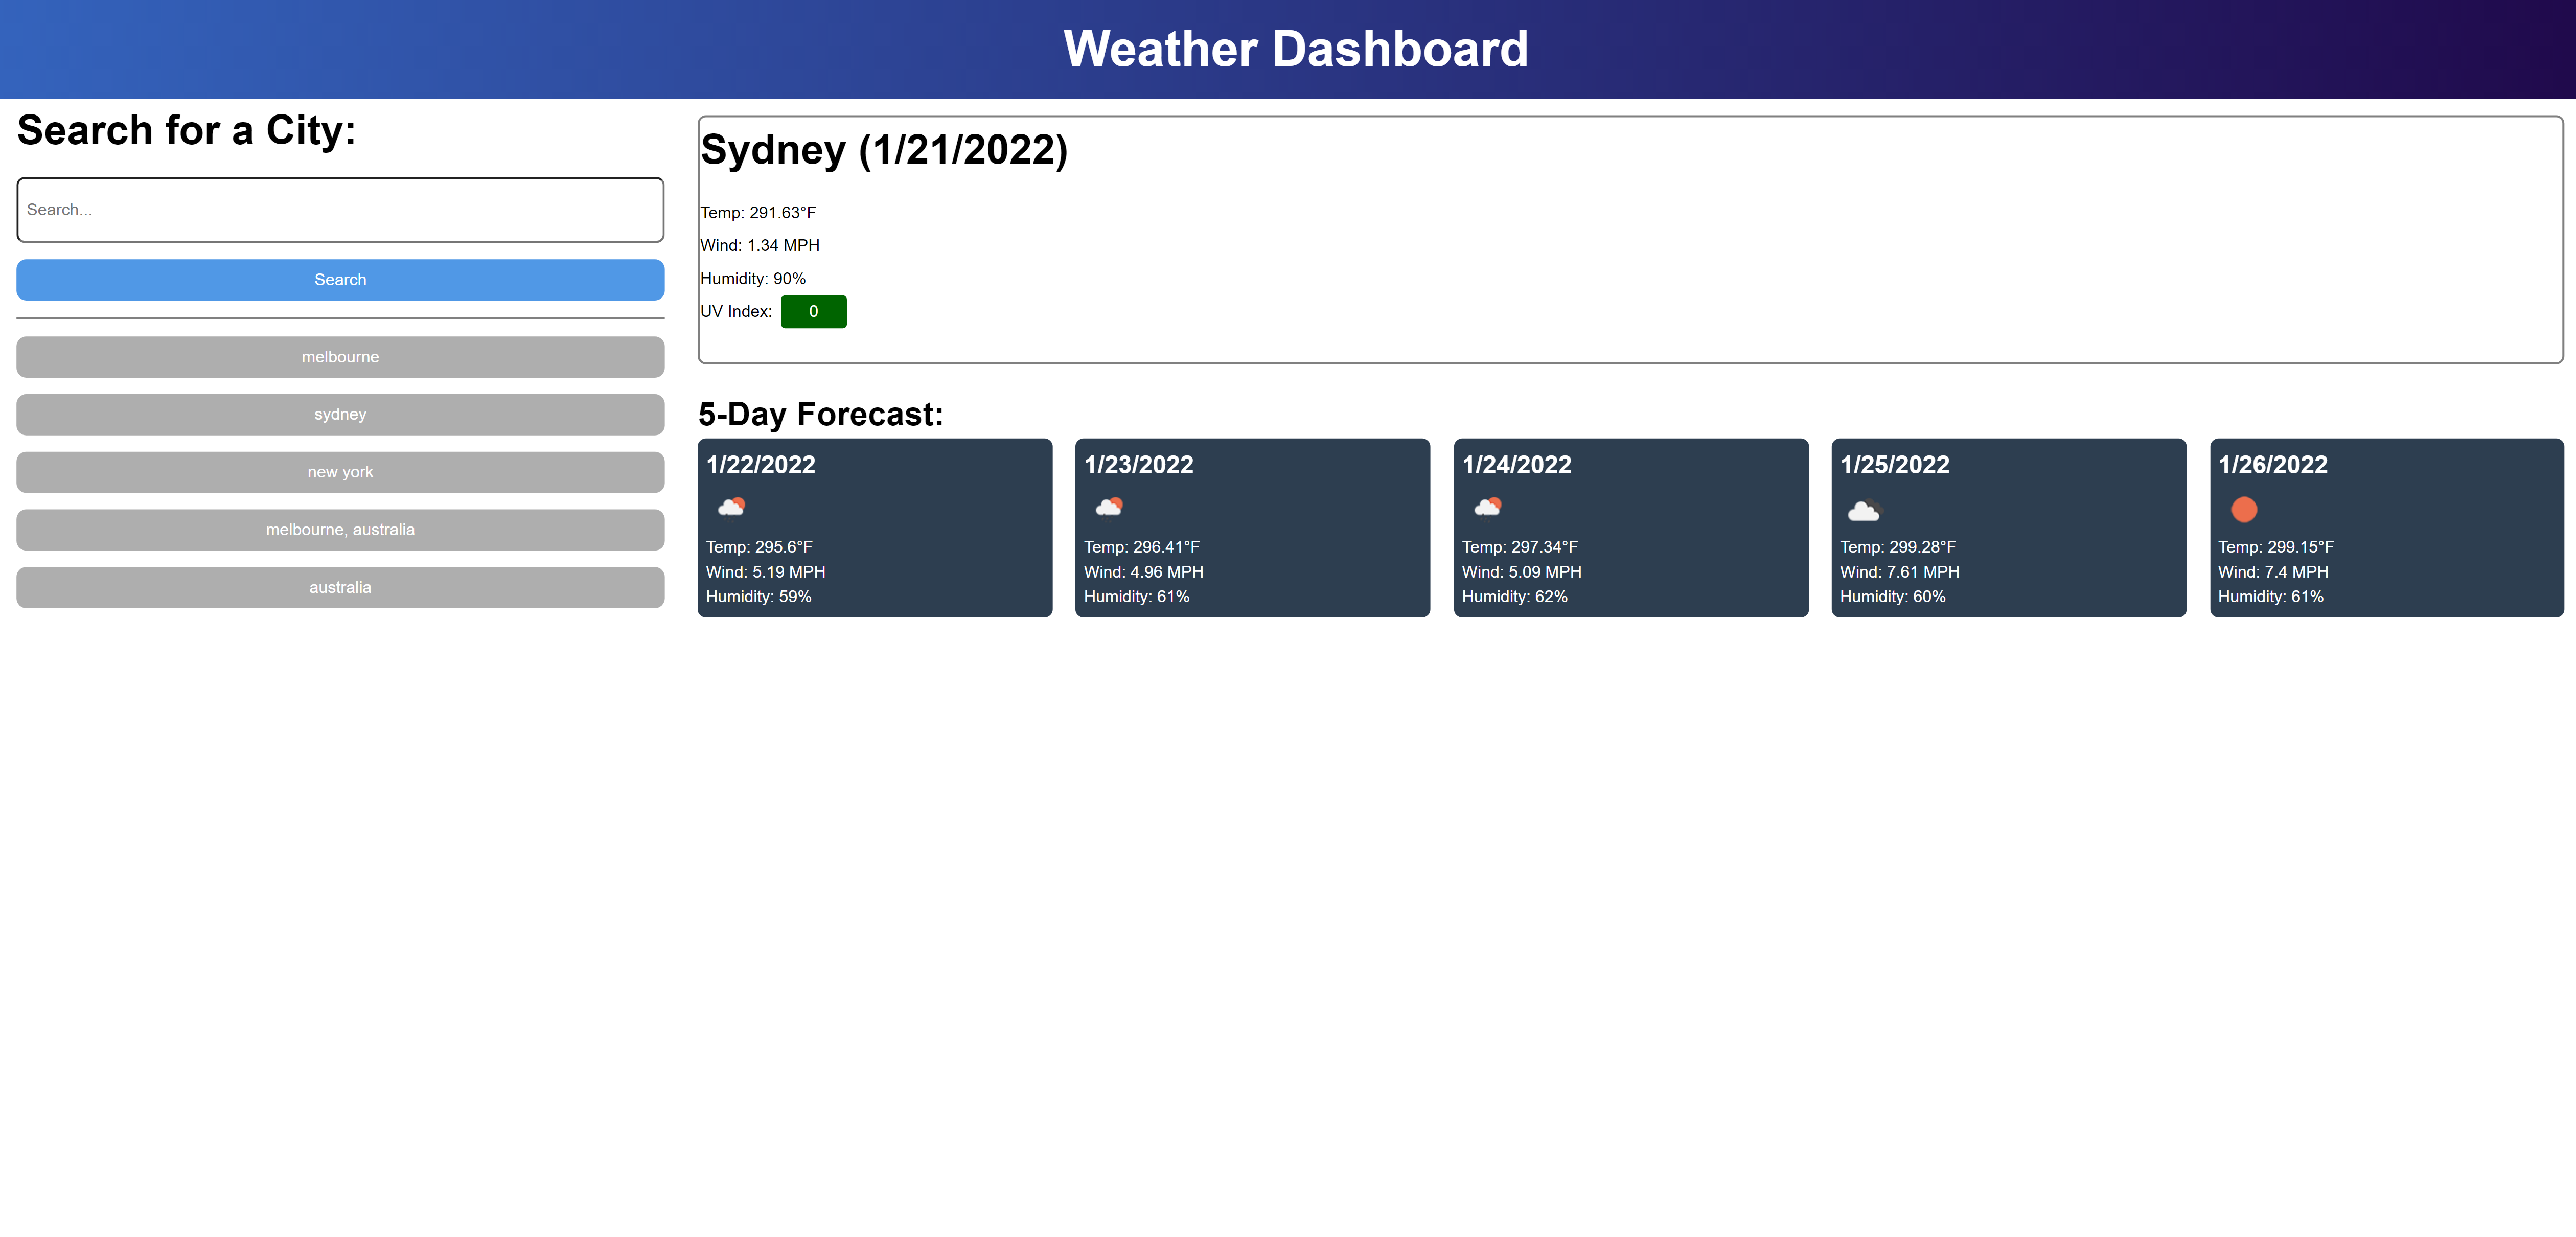 Weather Dashboard
Search for a City:
Search...
Search
melbourne
sydney
new york
melbourne, australia
australia
Sydney (1/21/2022)
Temp: 291.63°F
Wind: 1.34 MPH
Humidity: 90%
UV Index: 0
5-Day Forecast:
1/22/2022
Temp: 295.6°F
Wind: 5.19 MPH
Humidity: 59%
1/23/2022
Temp: 296.41°F
Wind: 4.96 MPH
Humidity: 61%
1/24/2022
Temp: 297.34°F
Wind: 5.09 MPH
Humidity: 62%
1/25/2022
Temp: 299.28°F
Wind: 7.61 MPH
Humidity: 60%
1/26/2022
Temp: 299.15°F
Wind: 7.4 MPH
Humidity: 61%